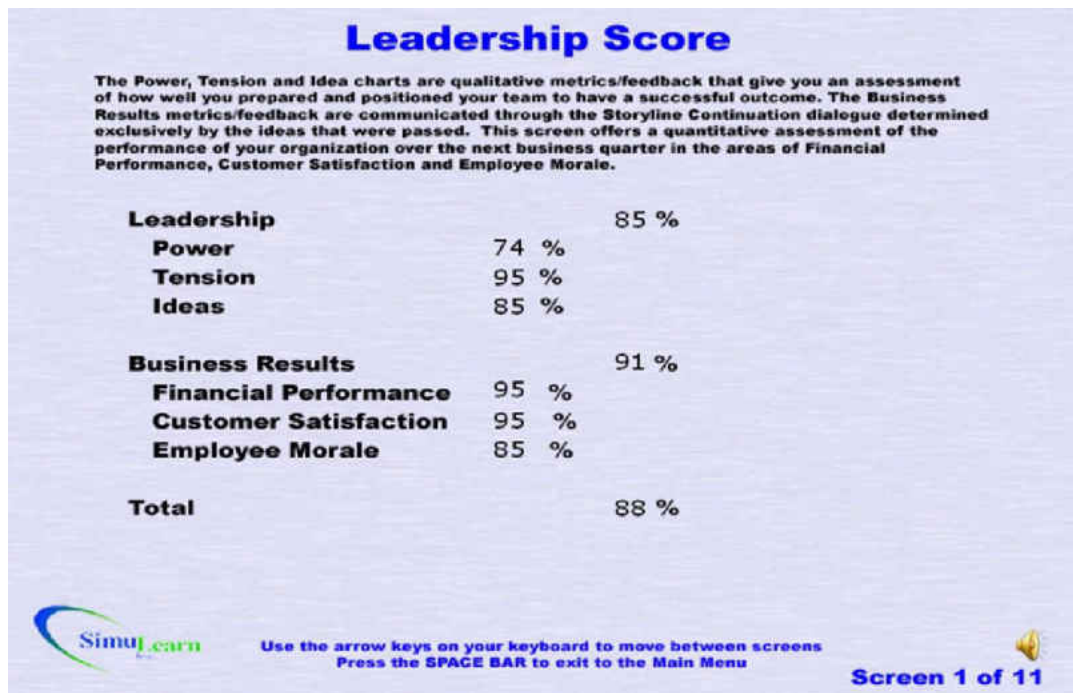 Leadership Score
The Power, Tension and Idea charts are qualitative metrics/feedback that give you an assessment
of how well you prepared and positioned your team to have a successful outcome. The Business
Results metrics/feedback are communicated through the Storyline Continuation dialogue determined
exclusively by the ideas that were passed. This screen offers a quantitative assessment of the
performance of your organization over the next business quarter in the areas of Financial
Performance, Customer Satisfaction and Employee Morale.
Leadership 85 %
Power 74 %
Tension 95 %
Ideas 85 %
Business Results 91 %
Financial Performance 95 %
Customer Satisfaction 95 %
Employee Morale 85 %
Total 88 %
SimuLearn
Use the arrow keys on your keyboard to move between screens
Press the SPACE BAR to exit to the Main Menu
Screen 1 of 11